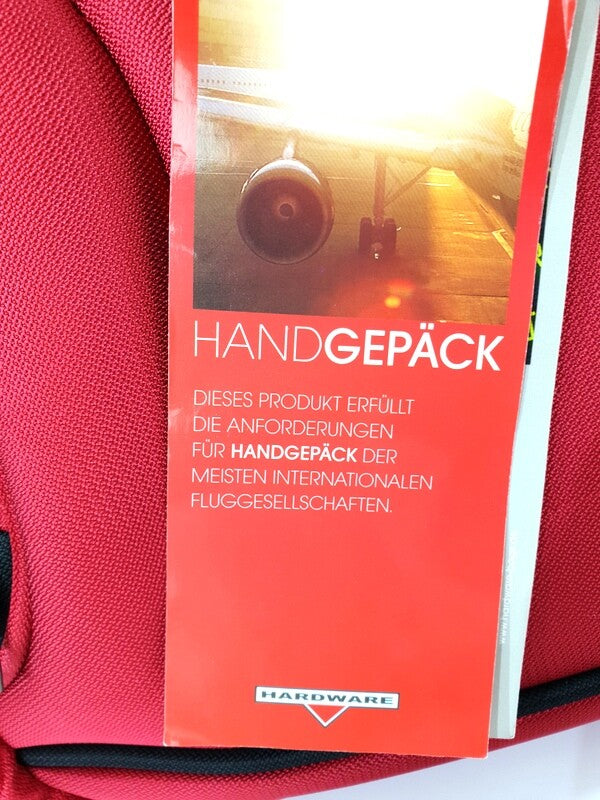 HANDGEPÄCK
DIESES PRODUKT ERFÜLLT
DIE ANFORDERUNGEN
FÜR HANDGEPÄCK DER
MEISTEN INTERNATIONALEN
FLUGGESELLSCHAFTEN.
HARDWARE